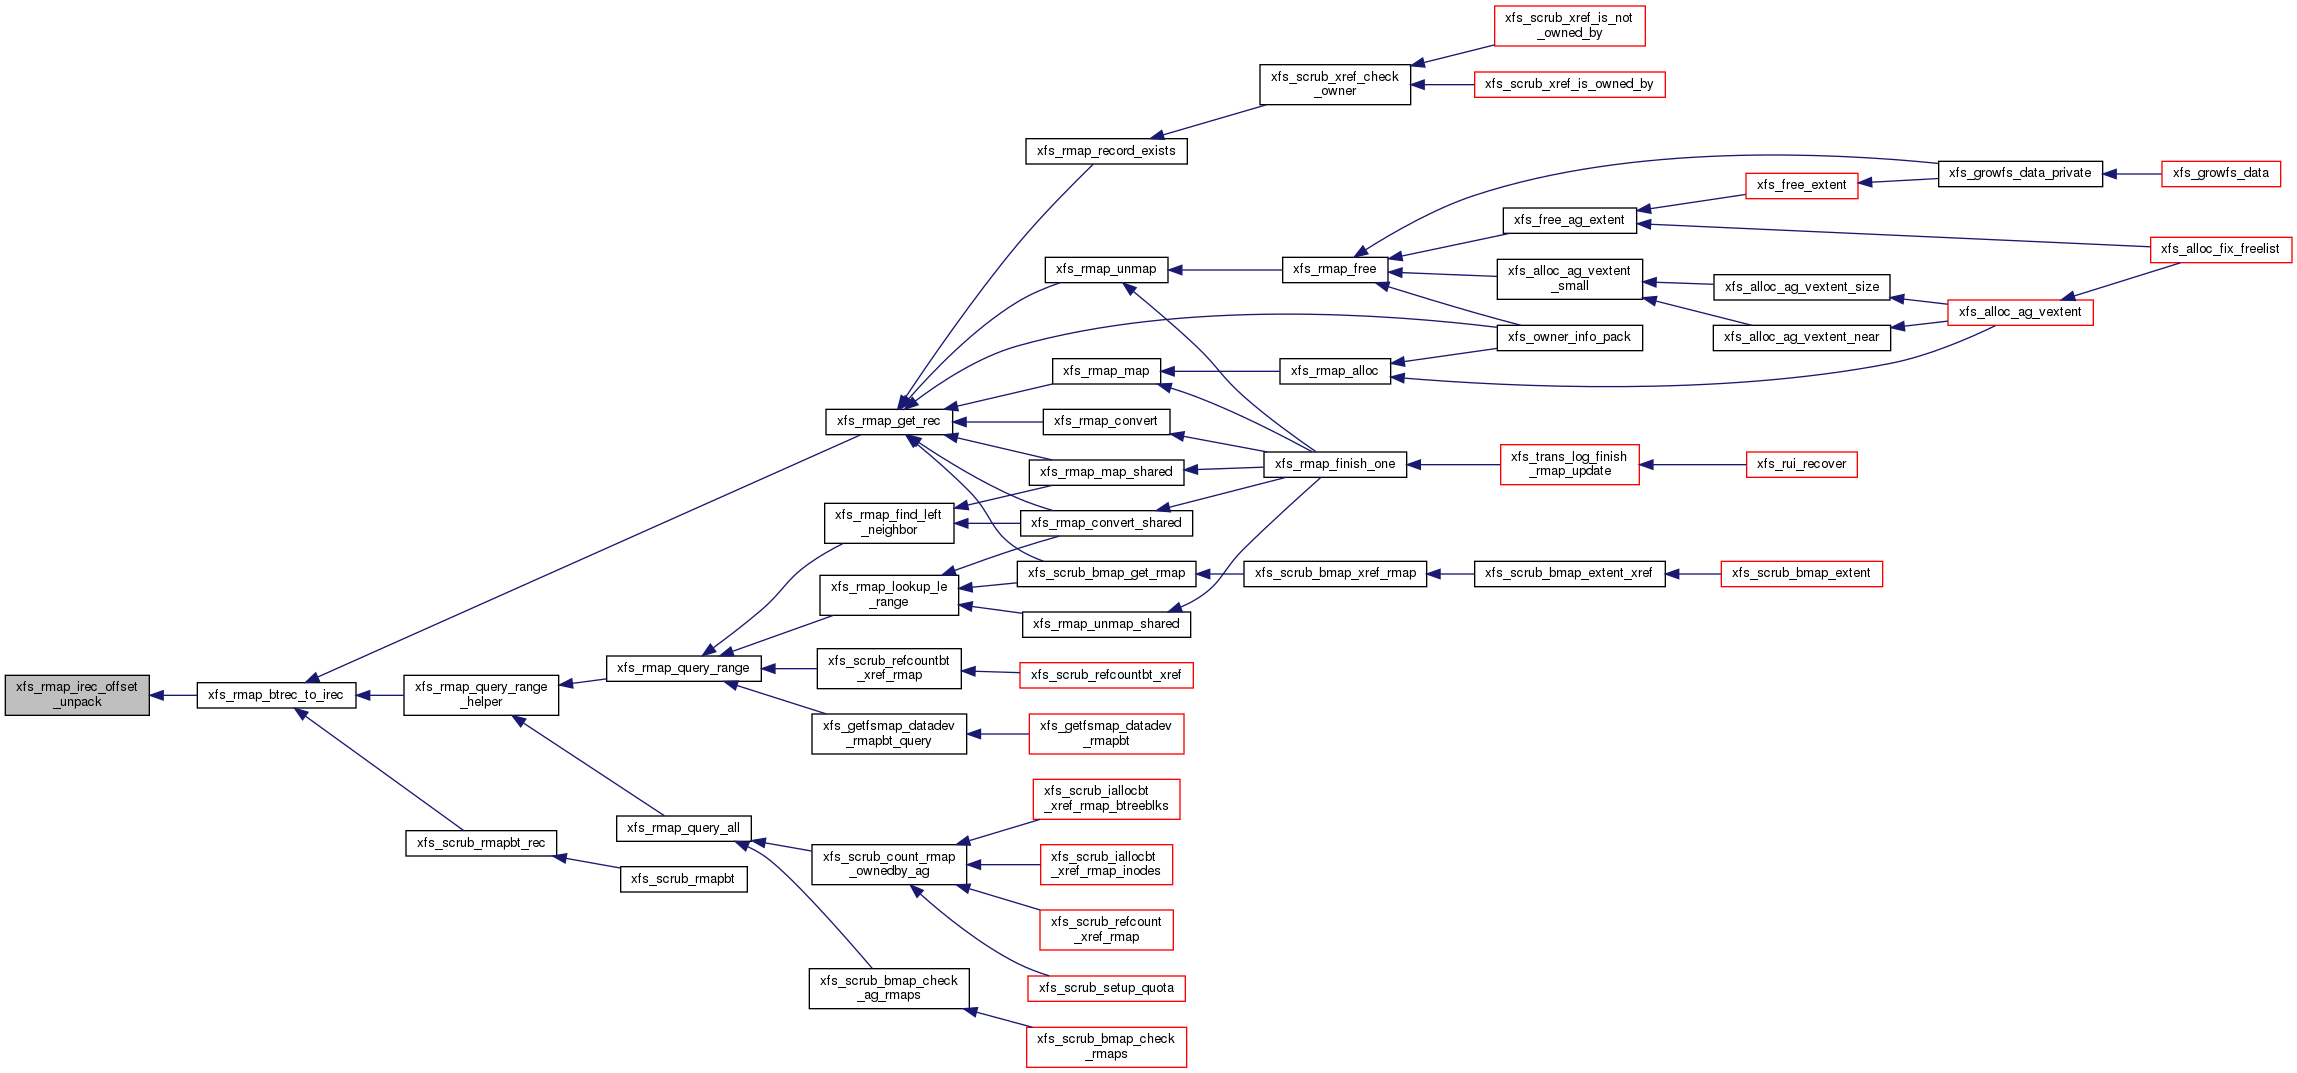 xfs_scrub_xref_is_not
_owned_by
xfs_scrub_xref_check
_owner
xfs_scrub_xref_is_owned_by
xfs_rmap_record_exists
xfs_growfs_data_private
xfs_growfs_data
xfs_free_extent
xfs_free_ag_extent
xfs_alloc_fix_freelist
xfs_rmap_unmap
xfs_rmap_free
xfs_alloc_ag_vextent
_small
xfs_alloc_ag_vextent_size
xfs_alloc_ag_vextent
xfs_owner_info_pack
xfs_alloc_ag_vextent_near
xfs_rmap_map
xfs_rmap_alloc
xfs_rmap_get_rec
xfs_rmap_convert
xfs_rmap_map_shared
xfs_rmap_finish_one
xfs_trans_log_finish
_rmap_update
xfs_rui_recover
xfs_rmap_find_left
_neighbor
xfs_rmap_convert_shared
xfs_rmap_lookup_le
_range
xfs_scrub_bmap_get_rmap
xfs_scrub_bmap_xref_rmap
xfs_scrub_bmap_extent_xref
xfs_scrub_bmap_extent
xfs_rmap_unmap_shared
xfs_rmap_query_range
xfs_scrub_refcountbt
_xref_rmap
xfs_scrub_refcountbt_xref
xfs_rmap_irec_offset
_unpack
xfs_rmap_btrec_to_irec
xfs_rmap_query_range
_helper
xfs_getfsmap_datadev
_rmapbt_query
xfs_getfsmap_datadev
_rmapbt
xfs_scrub_iallocbt
_xref_rmap_btreeblks
xfs_rmap_query_all
xfs_scrub_rmapbt_rec
xfs_scrub_count_rmap
_ownedby_ag
xfs_scrub_iallocbt
_xref_rmap_inodes
xfs_scrub_rmapbt
xfs_scrub_refcount
_xref_rmap
xfs_scrub_bmap_check
_ag_rmaps
xfs_scrub_setup_quota
xfs_scrub_bmap_check
_rmaps